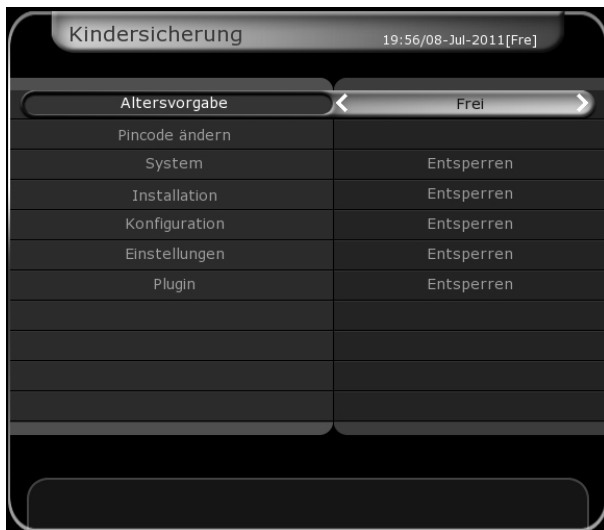 Kindersicherung 19:56/08-Jul-2011[Fre]
Altersvorgabe Frei
Pincode ändern
System Entsperren
Installation Entsperren
Konfiguration Entsperren
Einstellungen Entsperren
Plugin Entsperren